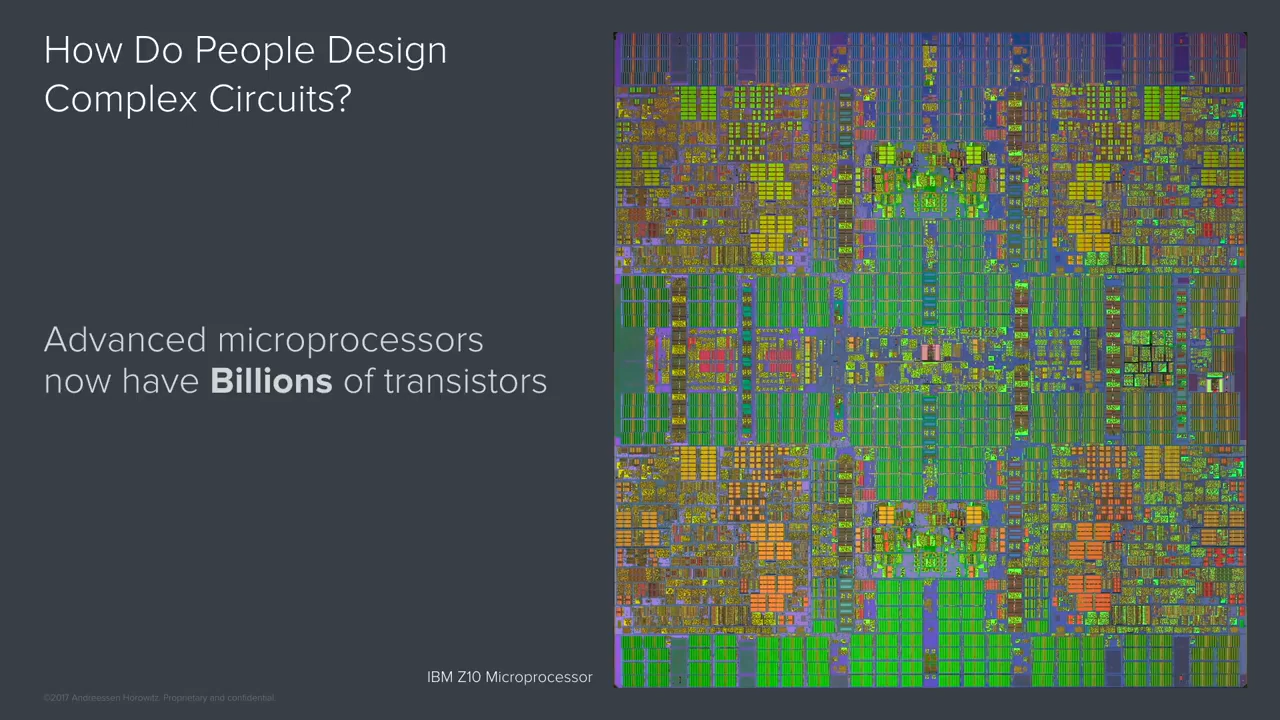 How Do People Design
Complex Circuits?
Advanced microprocessors
now have Billions of transistors
IBM Z10 Microprocessor
©2017 Andreessen Horowitz. Proprietary and confidential.